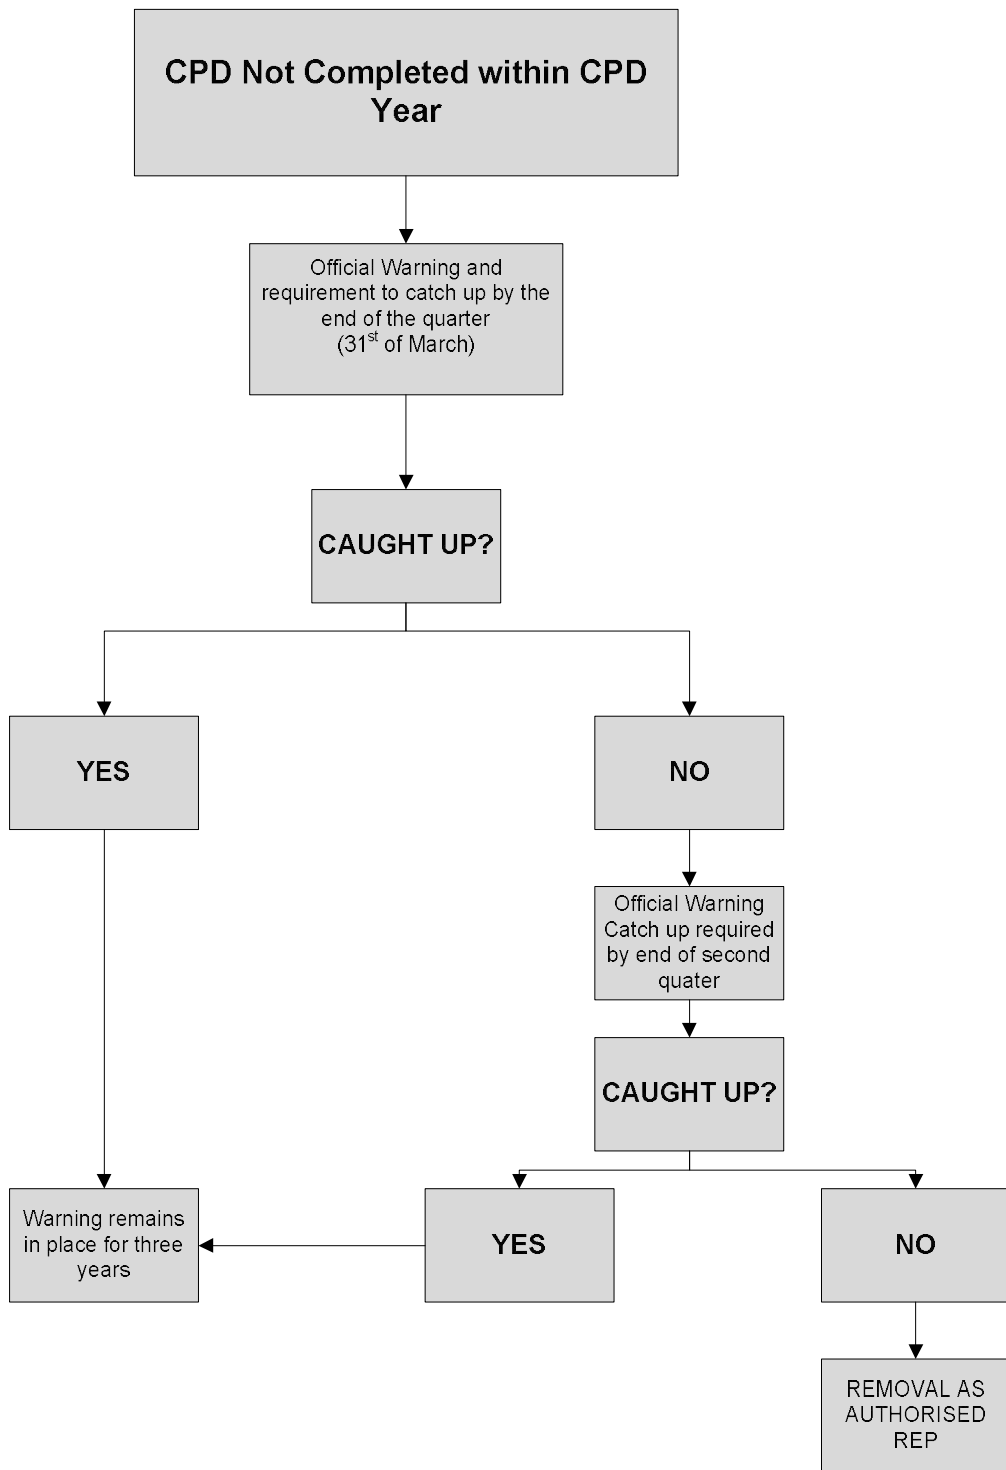 CPD Not Completed within CPD
Year
Official Warning and
requirement to catch up by the
end of the quarter
(31st of March)
CAUGHT UP?
YES
NO
Official Warning
Catch up required
by end of second
quater
CAUGHT UP?
Warning remains
in place for three
years
YES
NO
REMOVAL AS
AUTHORISED
REP